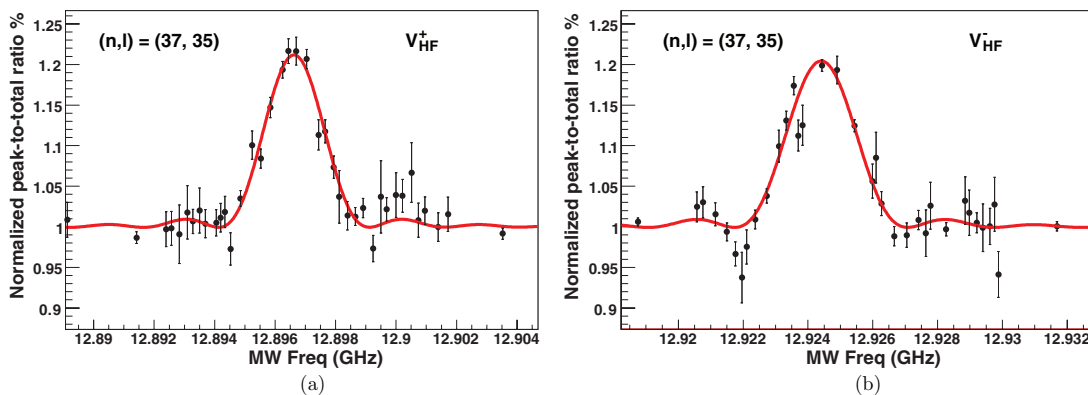 Normalized peak-to-total ratio %
1.25
1.2
1.15
1.1
1.05
1
0.95
0.9
(n,l) = (37, 35)
V⁺HF
12.89 12.892 12.894 12.896 12.898 12.9 12.902 12.904
MW Freq (GHz)
(a)
Normalized peak-to-total ratio %
1.25
1.2
1.15
1.1
1.05
1
0.95
0.9
(n,l) = (37, 35)
V⁻HF
12.92 12.922 12.924 12.926 12.928 12.93 12.932
MW Freq (GHz)
(b)